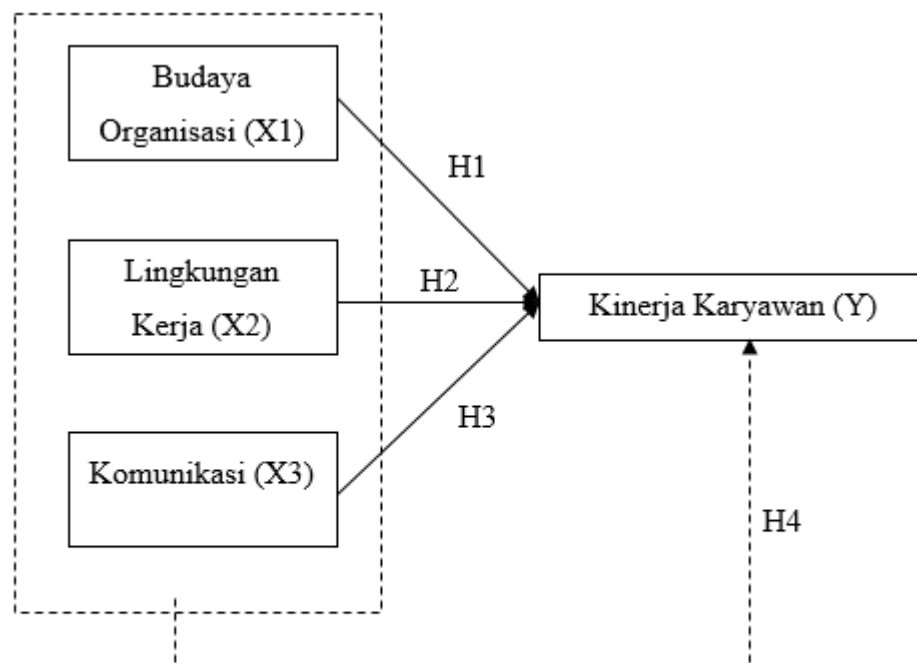 Budaya
Organisasi (X1)
H1
Lingkungan
Kerja (X2)
H2
Kinerja Karyawan (Y)
H3
Komunikasi (X3)
H4